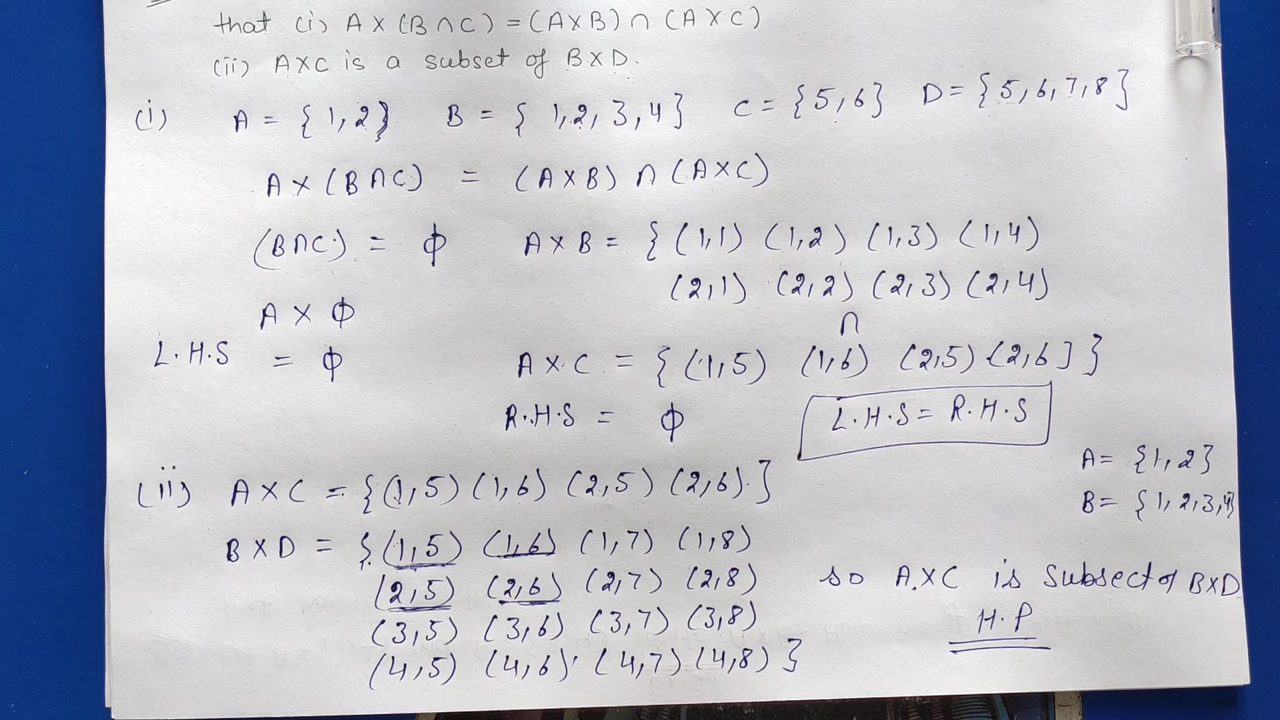 that (i) A × (B ∩ C) = (A×B) ∩ (A×C)
(ii) A×C is a subset of B×D.
(i) A = {1,2} B = {1,2,3,4} C = {5,6} D = {5,6,7,8}
A × (B∩C) = (A×B) ∩ (A×C)
(B∩C) = ϕ A×B = { (1,1) (1,2) (1,3) (1,4)
(2,1) (2,2) (2,3) (2,4)
A × ϕ ∩
L.H.S = ϕ A×C = { (1,5) (1,6) (2,5) (2,6] }
R.H.S = ϕ L.H.S = R.H.S
A = {1,2}
(ii) A×C = {(1,5) (1,6) (2,5) (2,6)}
B = {1,2,3,4}
B×D = {(1,5) (1,6) (1,7) (1,8)
(2,5) (2,6) (2,7) (2,8) so A×C is subsect of B×D
(3,5) (3,6) (3,7) (3,8) H.P
(4,5) (4,6) (4,7) (4,8) }